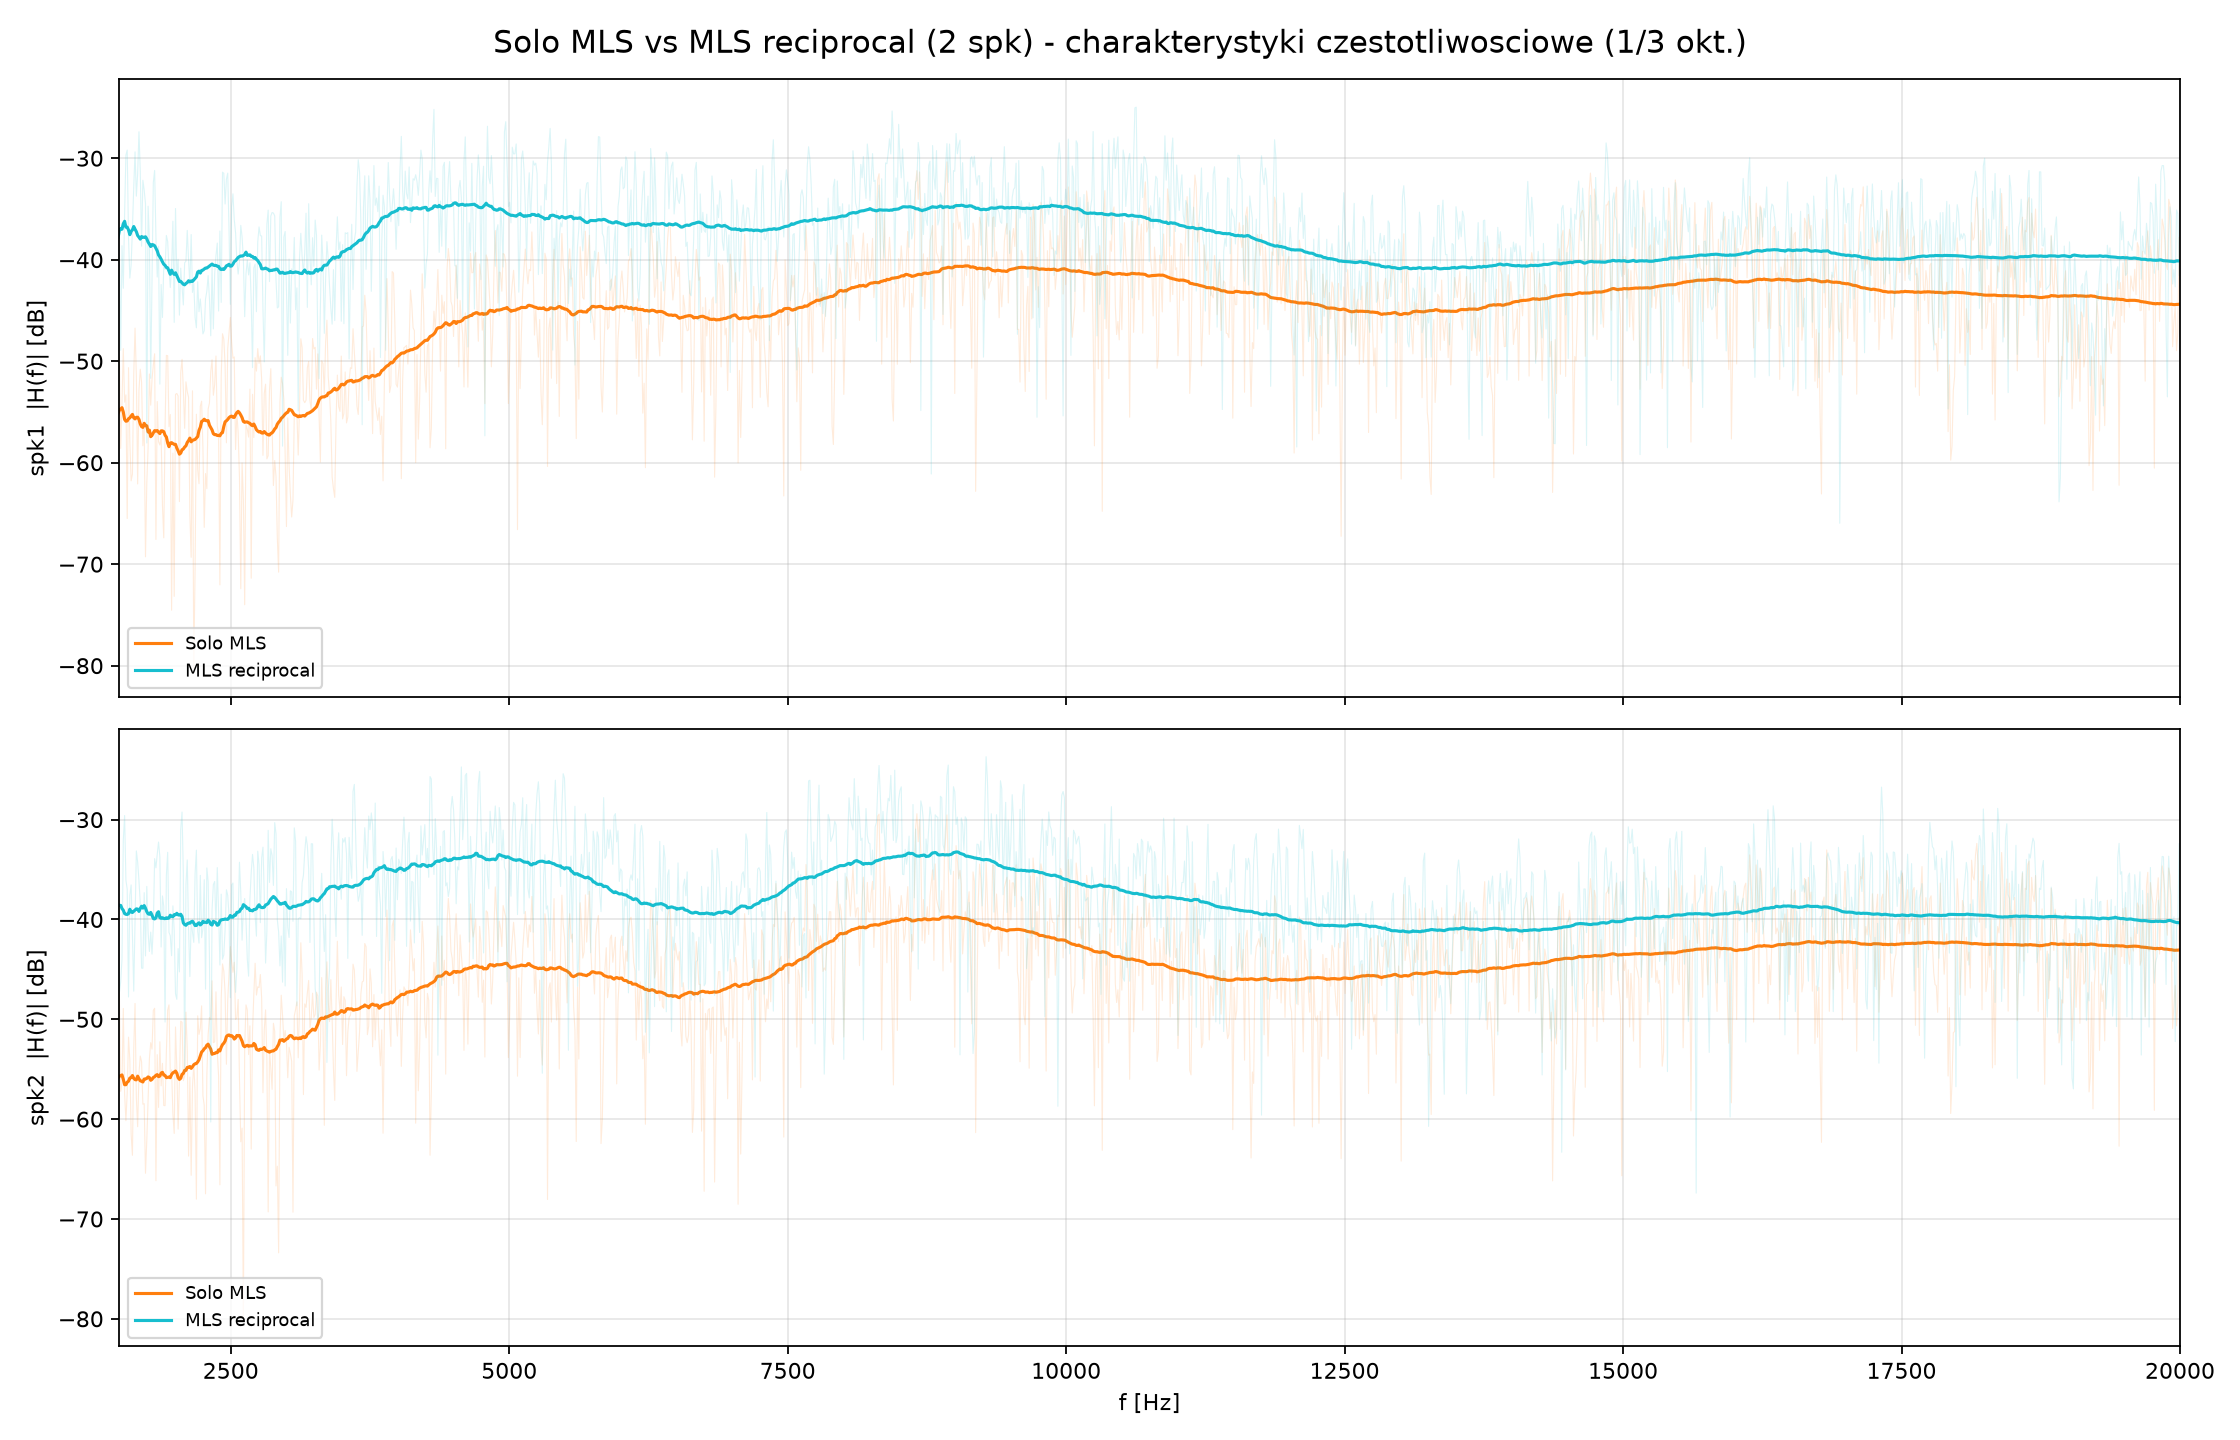 Solo MLS vs MLS reciprocal (2 spk) - charakterystyki czestotliwosciowe (1/3 okt.)
spk1 |H(f)| [dB]
−30
−40
−50
−60
−70
−80
Solo MLS
MLS reciprocal
spk2 |H(f)| [dB]
−30
−40
−50
−60
−70
−80
Solo MLS
MLS reciprocal
2500 5000 7500 10000 12500 15000 17500 20000
f [Hz]